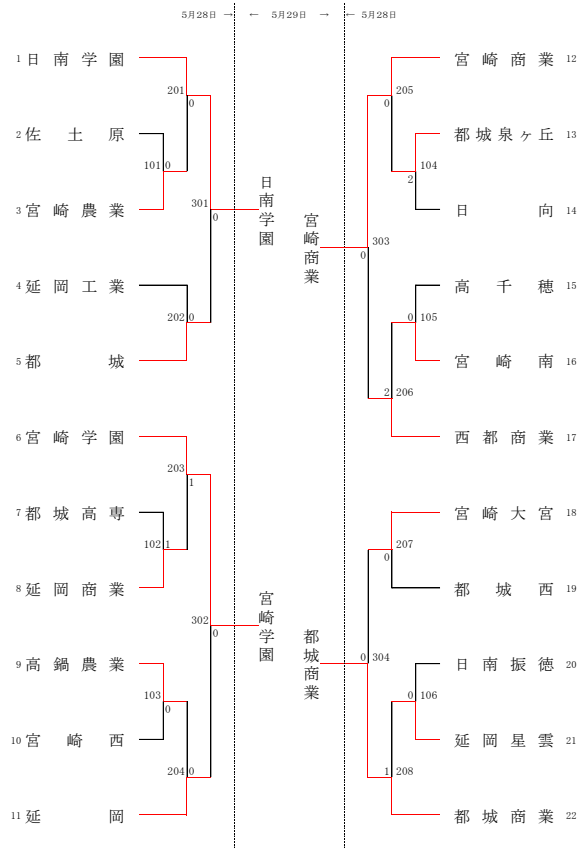 5月28日 → ← 5月29日 → ← 5月28日
1 日南学園
201
0
2 佐土原
101 0
3 宮崎農業
301
0
日南学園
4 延岡工業
202 0
5 都城
6 宮崎学園
203
1
7 都城高専
102 1
8 延岡商業
302
0
宮崎学園
9 高鍋農業
103
0
10 宮崎西
204 0
11 延岡
宮崎商業 12
205
0
都城泉ヶ丘 13
104
2
日向 14
宮崎商業
303
0
高千穂 15
0 105
宮崎南 16
2 206
西都商業 17
宮崎大宮 18
207
0
都城西 19
都城商業
0 304
日南振徳 20
0 106
延岡星雲 21
1 208
都城商業 22